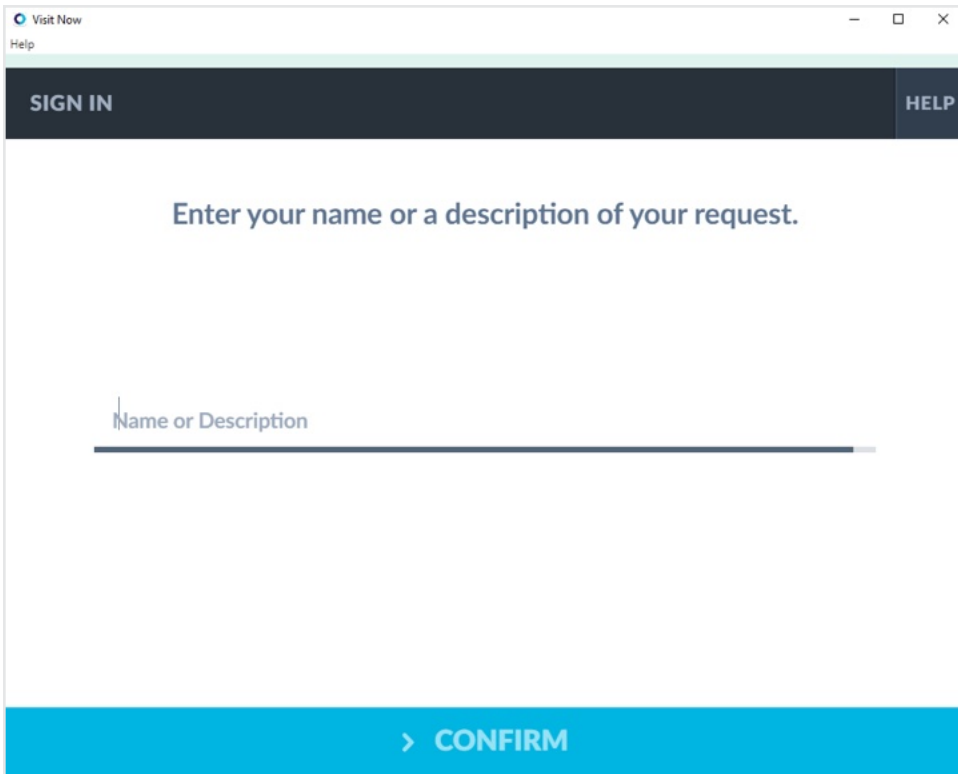 Visit Now
Help
SIGN IN
HELP
Enter your name or a description of your request.
Name or Description
CONFIRM